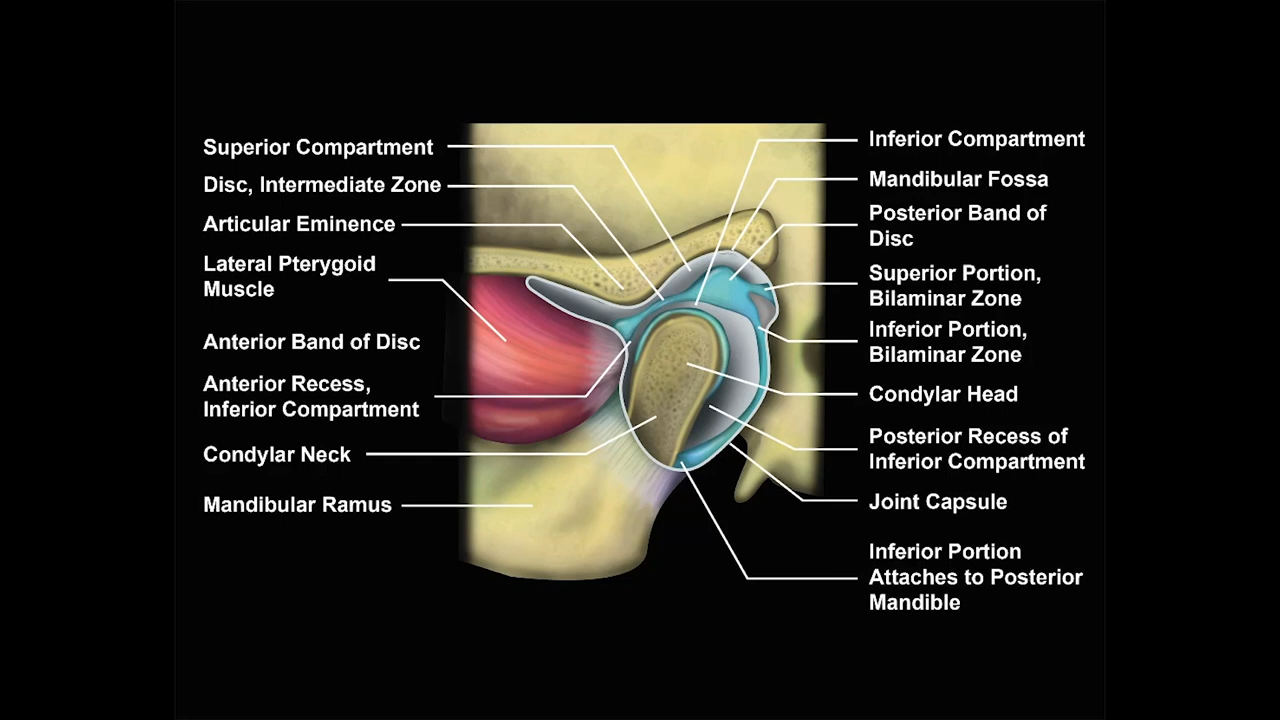 Superior Compartment
Disc, Intermediate Zone
Articular Eminence
Lateral Pterygoid
Muscle
Anterior Band of Disc
Anterior Recess,
Inferior Compartment
Condylar Neck
Mandibular Ramus
Inferior Compartment
Mandibular Fossa
Posterior Band of
Disc
Superior Portion,
Bilaminar Zone
Inferior Portion,
Bilaminar Zone
Condylar Head
Posterior Recess of
Inferior Compartment
Joint Capsule
Inferior Portion
Attaches to Posterior
Mandible